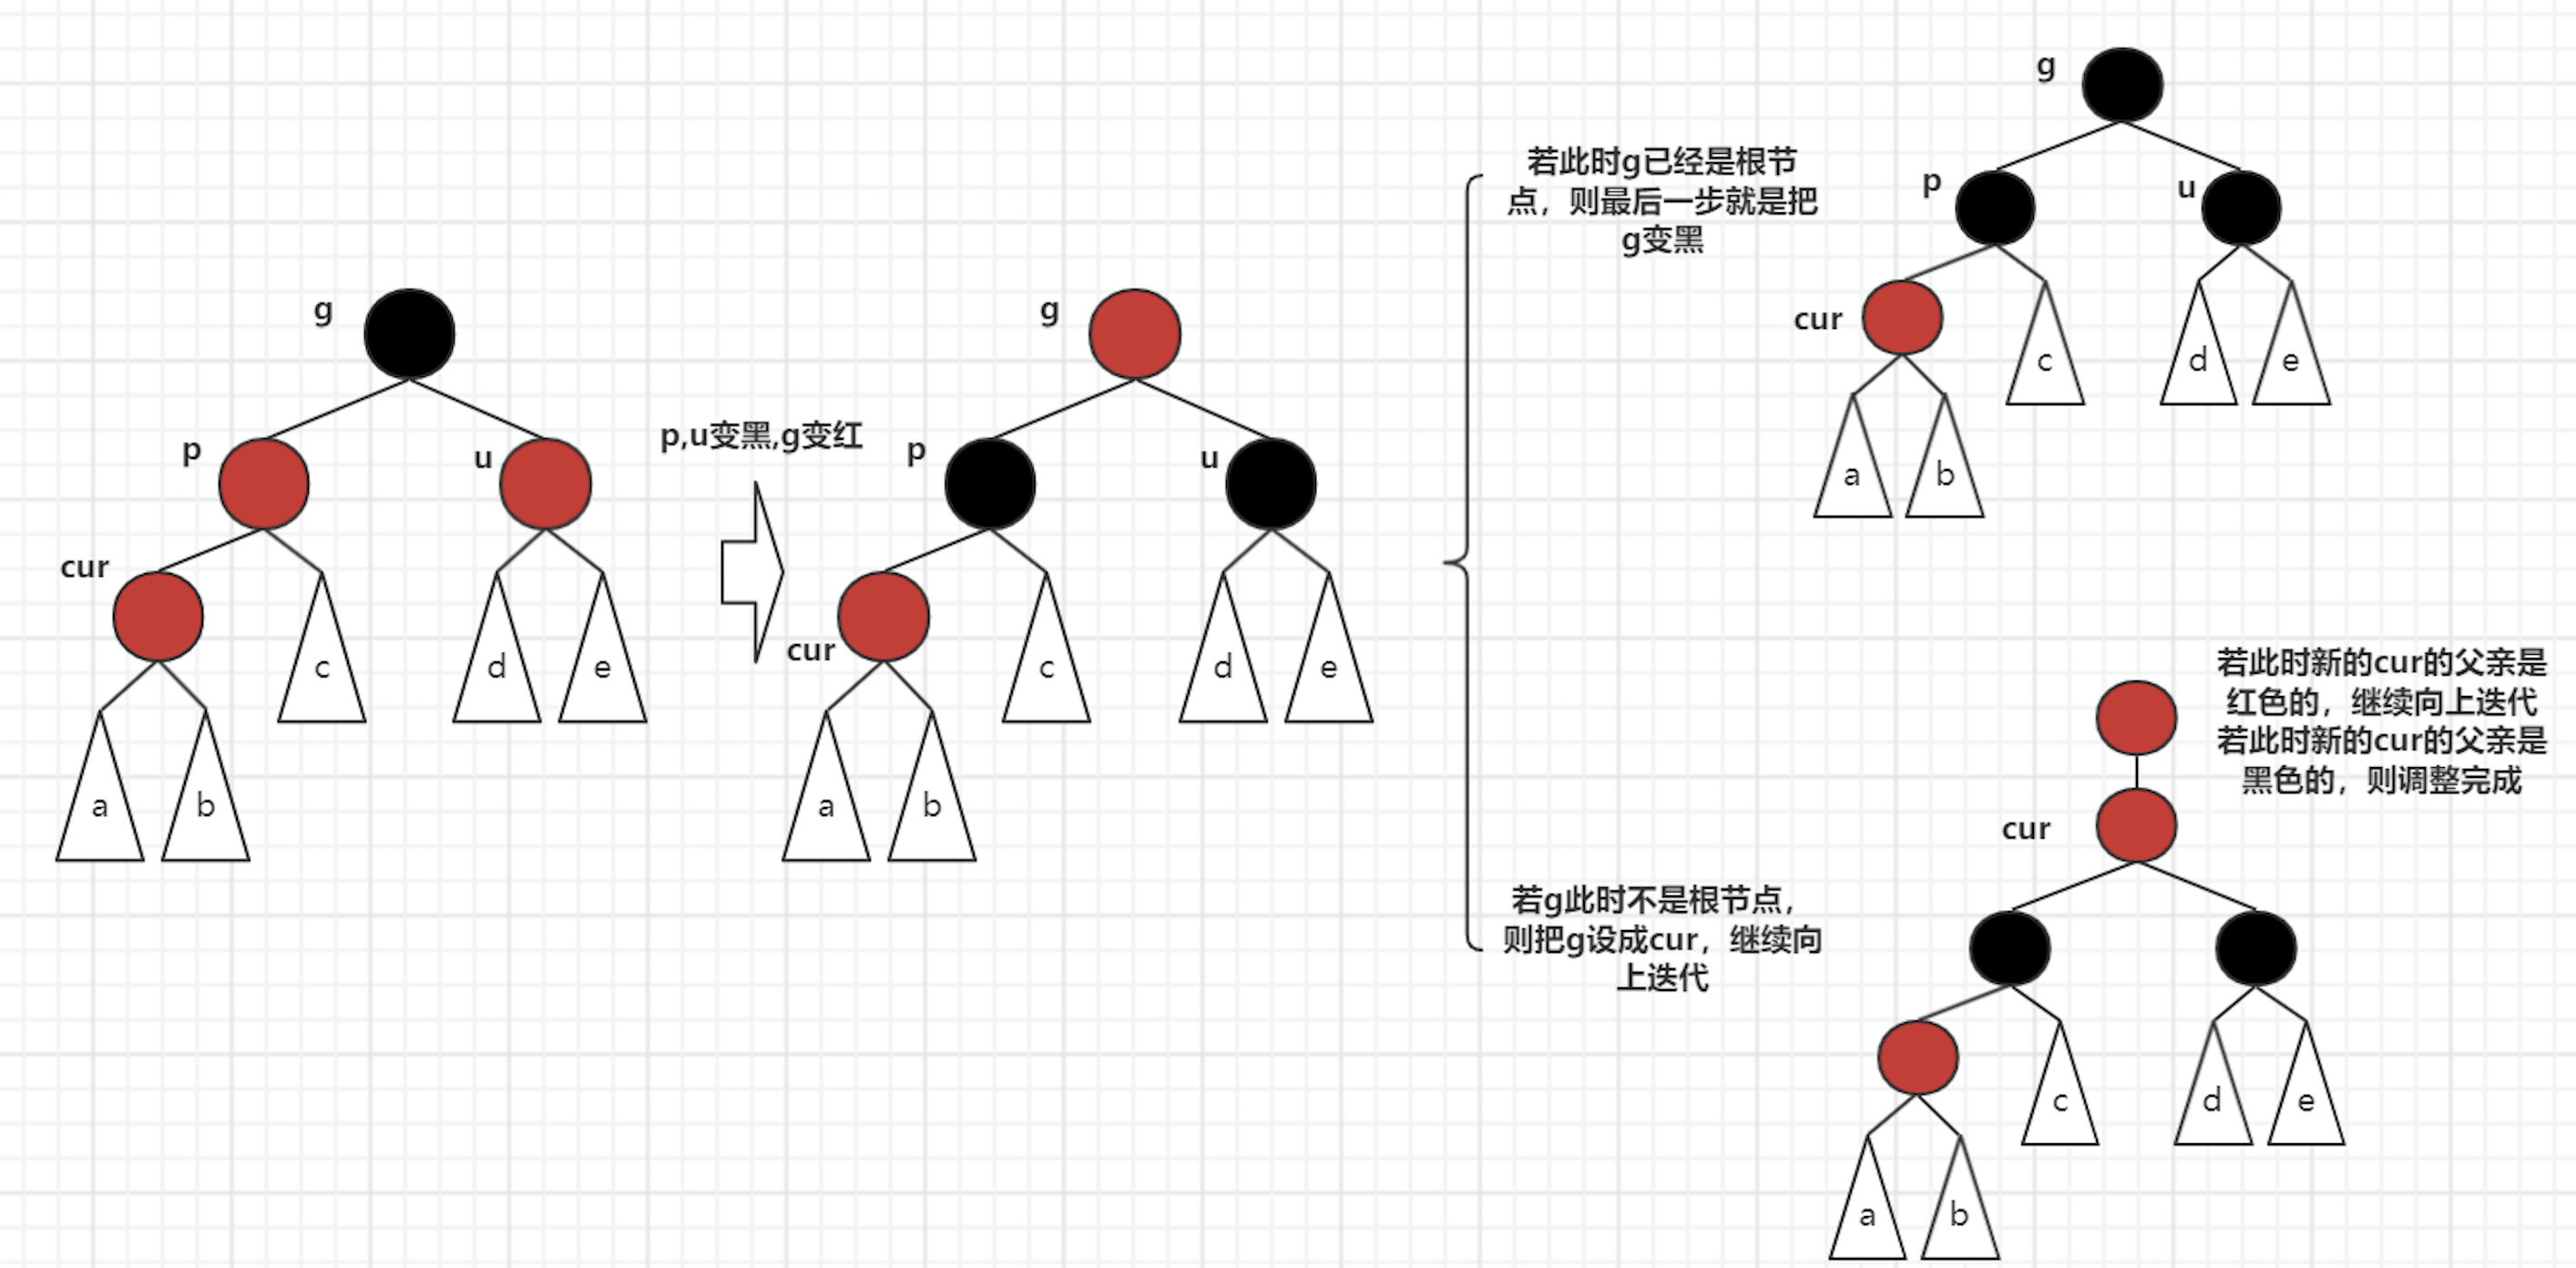 g
p
u
cur
c
d
e
a
b
p,u变黑,g变红
g
p
u
cur
c
d
e
a
b
若此时g已经是根节
点，则最后一步就是把
g变黑
g
p
u
cur
c
d
e
a
b
若g此时不是根节点，
则把g设成cur，继续向
上迭代
若此时新的cur的父亲是
红色的，继续向上迭代
若此时新的cur的父亲是
黑色的，则调整完成
cur
c
d
e
a
b